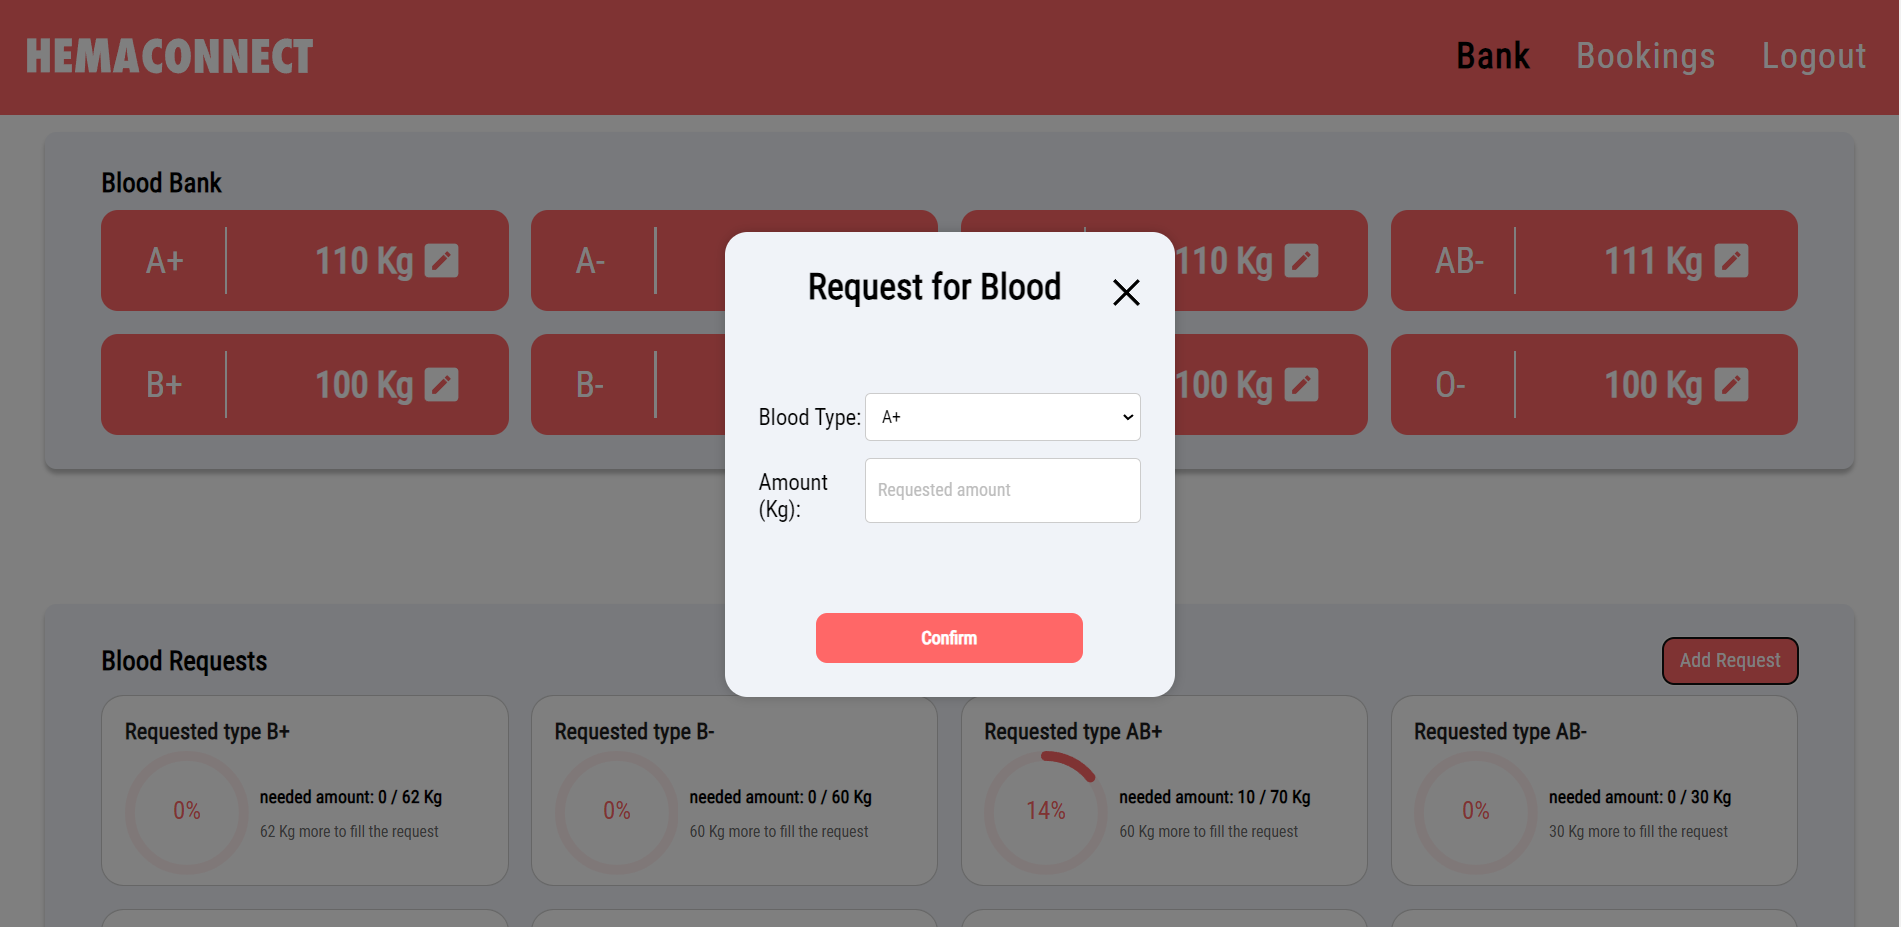 HEMACONNECT
Bank Bookings Logout
Blood Bank
A+ 110 Kg
A-
110 Kg
AB- 111 Kg
B+ 100 Kg
B-
100 Kg
O- 100 Kg
Request for Blood
Blood Type: A+
Amount
(Kg):
Requested amount
Confirm
Blood Requests
Add Request
Requested type B+
0%
needed amount: 0 / 62 Kg
62 Kg more to fill the request
Requested type B-
0%
needed amount: 0 / 60 Kg
60 Kg more to fill the request
Requested type AB+
14%
needed amount: 10 / 70 Kg
60 Kg more to fill the request
Requested type AB-
0%
needed amount: 0 / 30 Kg
30 Kg more to fill the request